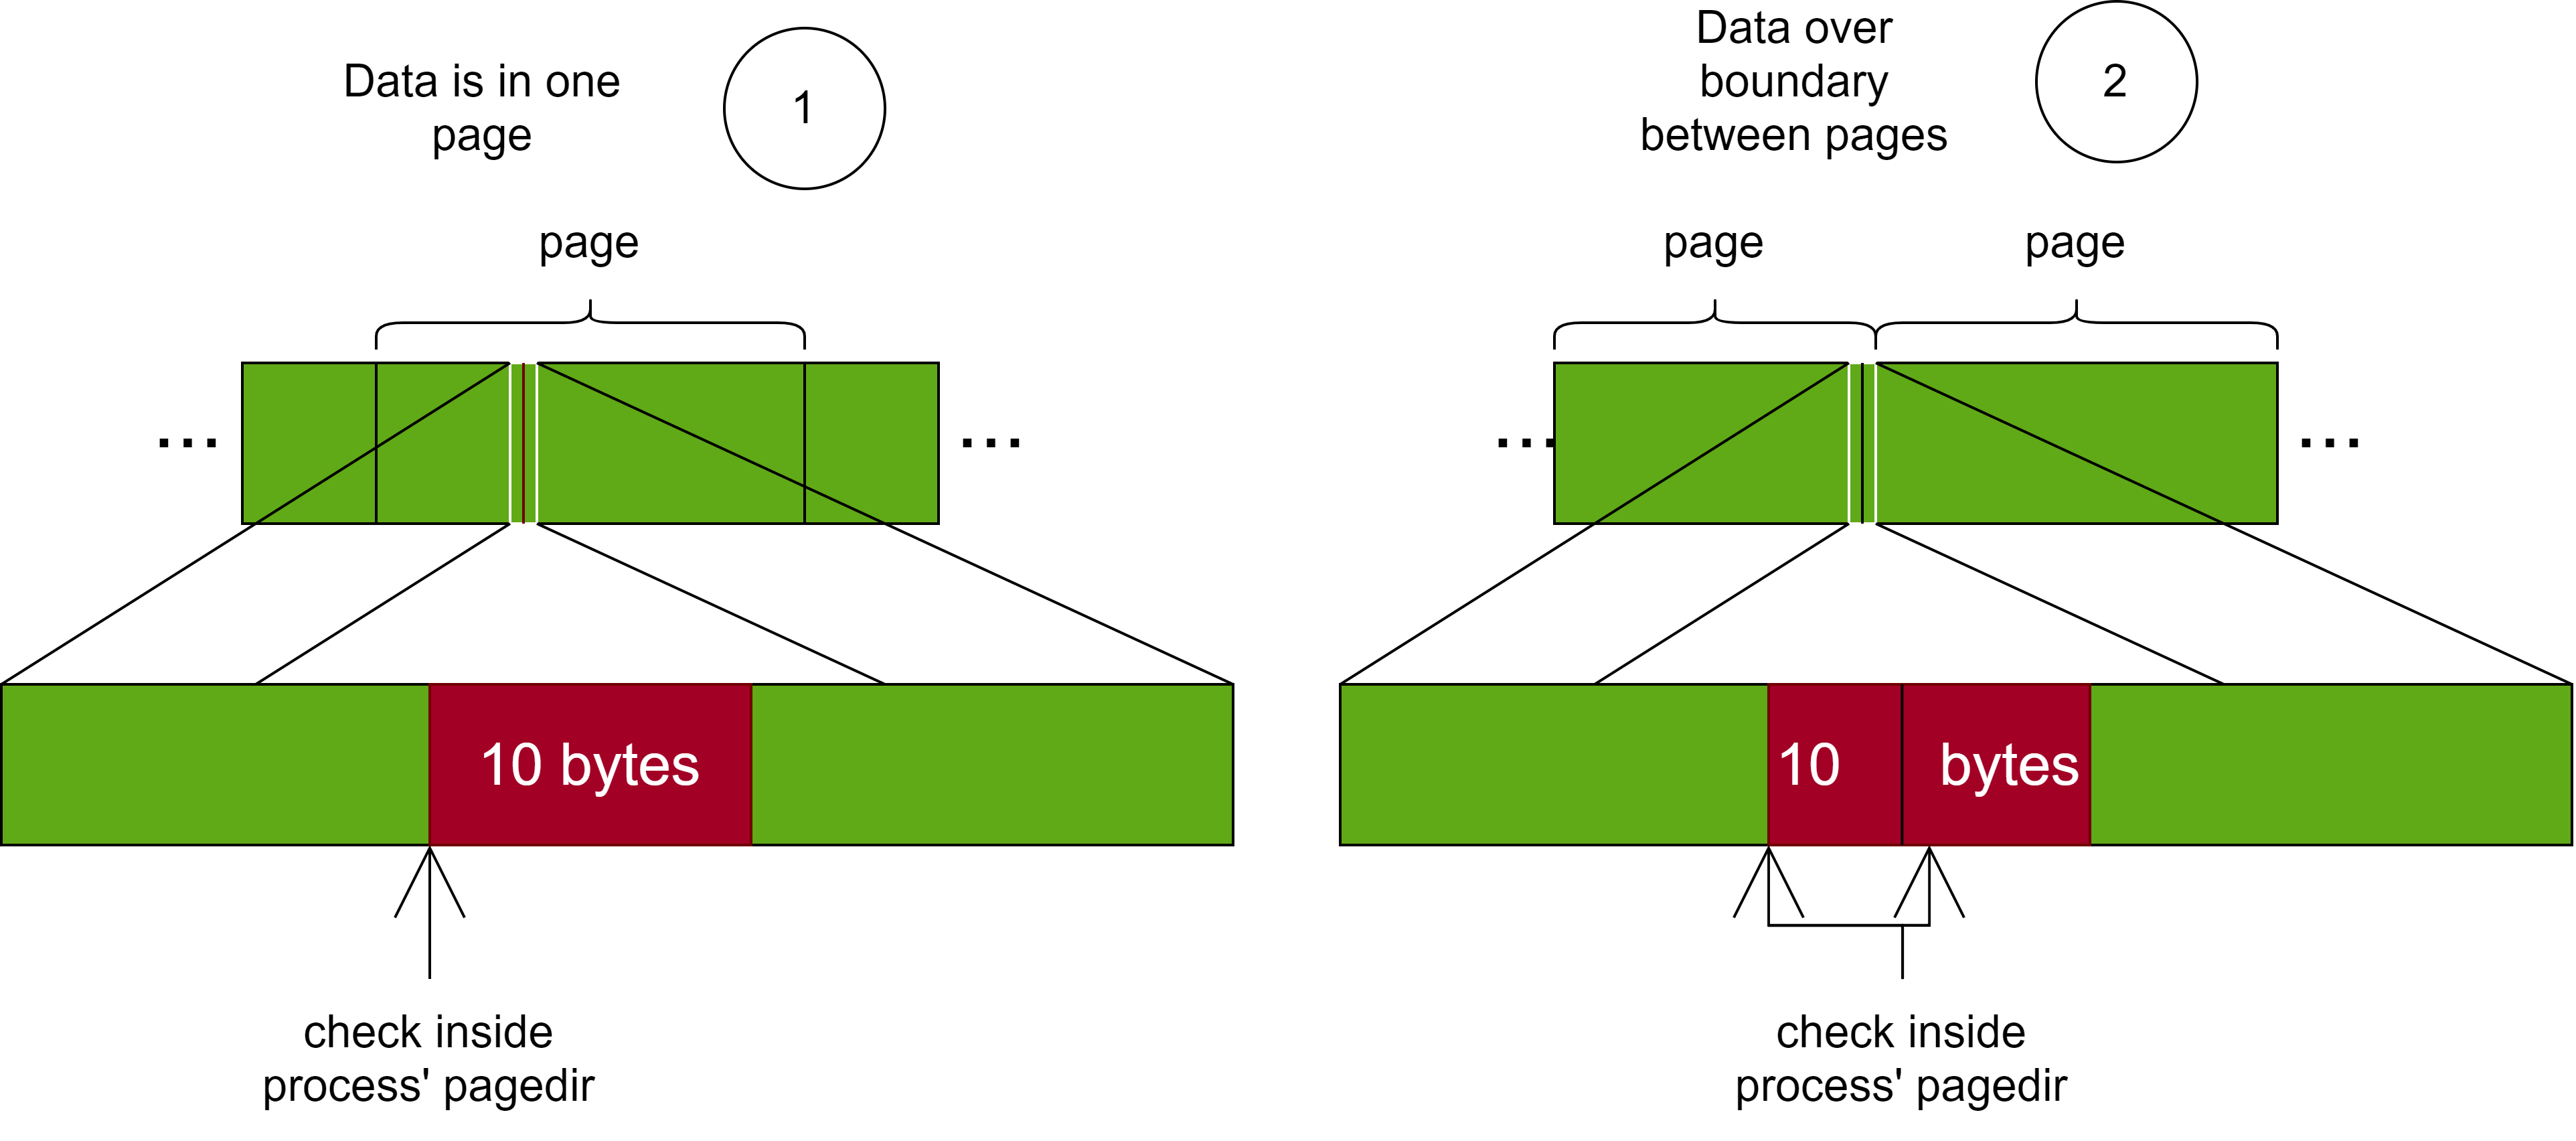 Data is in one
page
1
page
...
...
10 bytes
check inside
process' pagedir
Data over
boundary
between pages
2
page
page
...
...
10
bytes
check inside
process' pagedir